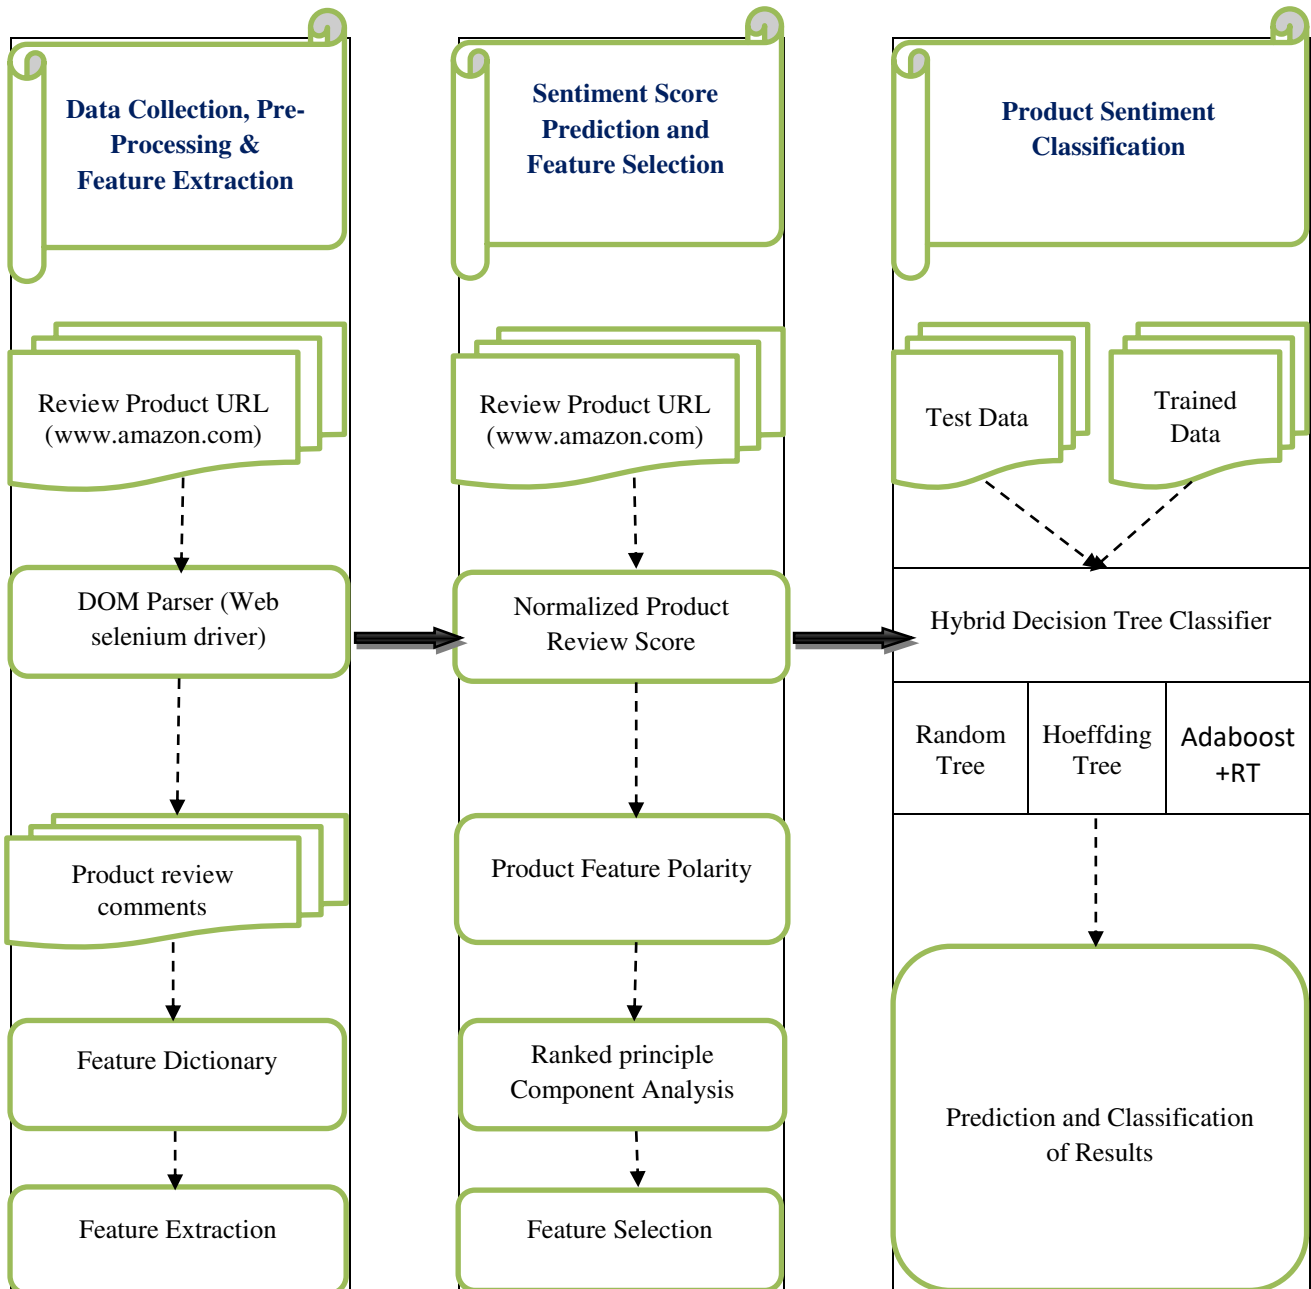 Data Collection, Pre-
Processing &
Feature Extraction
Review Product URL
(www.amazon.com)
DOM Parser (Web
selenium driver)
Product review
comments
Feature Dictionary
Feature Extraction
Sentiment Score
Prediction and
Feature Selection
Review Product URL
(www.amazon.com)
Normalized Product
Review Score
Product Feature Polarity
Ranked principle
Component Analysis
Feature Selection
Product Sentiment
Classification
Test Data
Trained
Data
Hybrid Decision Tree Classifier
Random
Tree
Hoeffding
Tree
Adaboost
+RT
Prediction and Classification
of Results